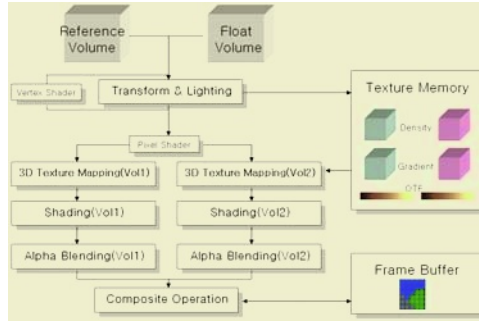 Reference
Volume
Float
Volume
Vertex Shader
Transform & Lighting
Pixel Shader
3D Texture Mapping(Vol1)
3D Texture Mapping(Vol2)
Shading(Vol1)
Shading(Vol2)
Alpha Blending(Vol1)
Alpha Blending(Vol2)
Composite Operation
Texture Memory
Density
Gradient
OTF
Frame Buffer